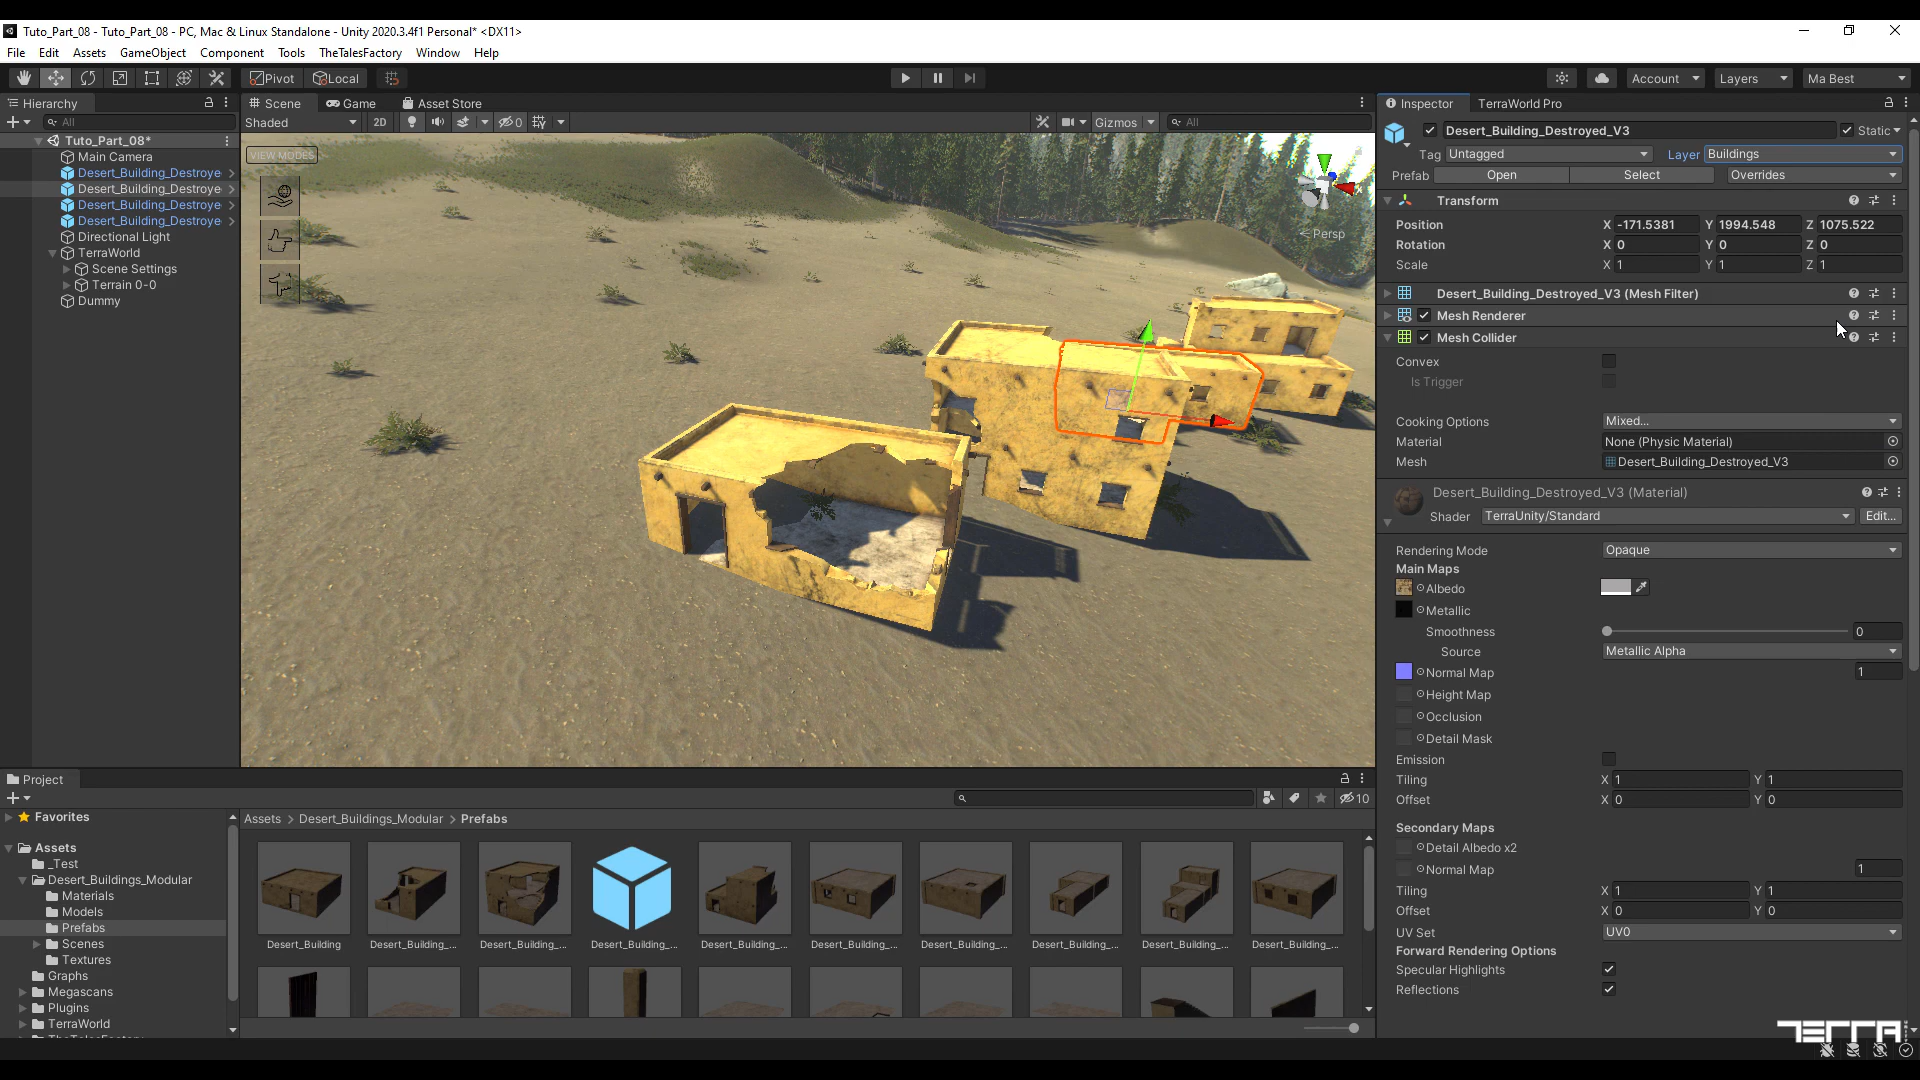 Tuto_Part_08 - Tuto_Part_08 - PC, Mac & Linux Standalone - Unity 2020.3.4f1 Personal* <DX11>
File Edit Assets GameObject Component Tools TheTalesFactory Window Help
Pivot Local Account Layers Ma Best
Hierarchy
All
Tuto_Part_08*
Main Camera
Desert_Building_Destroye
Desert_Building_Destroye
Desert_Building_Destroye
Desert_Building_Destroye
Directional Light
TerraWorld
Scene Settings
Terrain 0-0
Dummy
Scene Game Asset Store
Shaded 2D 0 Gizmos All
VIEW MODES
Persp
Inspector TerraWorld Pro
Desert_Building_Destroyed_V3 Static
Tag Untagged Layer Buildings
Prefab Open Select Overrides
Transform
Position X -171.5381 Y 1994.548 Z 1075.522
Rotation X 0 Y 0 Z 0
Scale X 1 Y 1 Z 1
Desert_Building_Destroyed_V3 (Mesh Filter)
Mesh Renderer
Mesh Collider
Convex
Is Trigger
Cooking Options Mixed...
Material None (Physic Material)
Mesh Desert_Building_Destroyed_V3
Desert_Building_Destroyed_V3 (Material)
Shader TerraUnity/Standard Edit...
Rendering Mode Opaque
Main Maps
Albedo
Metallic
Smoothness 0
Source Metallic Alpha
Normal Map 1
Height Map
Occlusion
Detail Mask
Emission
Tiling X 1 Y 1
Offset X 0 Y 0
Secondary Maps
Detail Albedo x2
Normal Map 1
Tiling X 1 Y 1
Offset X 0 Y 0
UV Set UV0
Forward Rendering Options
Specular Highlights
Reflections
Project
10
Favorites
Assets
_Test
Desert_Buildings_Modular
Materials
Models
Prefabs
Scenes
Textures
Graphs
Megascans
Plugins
TerraWorld
Assets > Desert_Buildings_Modular > Prefabs
Desert_Building Desert_Building_... Desert_Building_... Desert_Building_... Desert_Building_... Desert_Building_... Desert_Building_... Desert_Building_... Desert_Building_... Desert_Building_...
TERRA